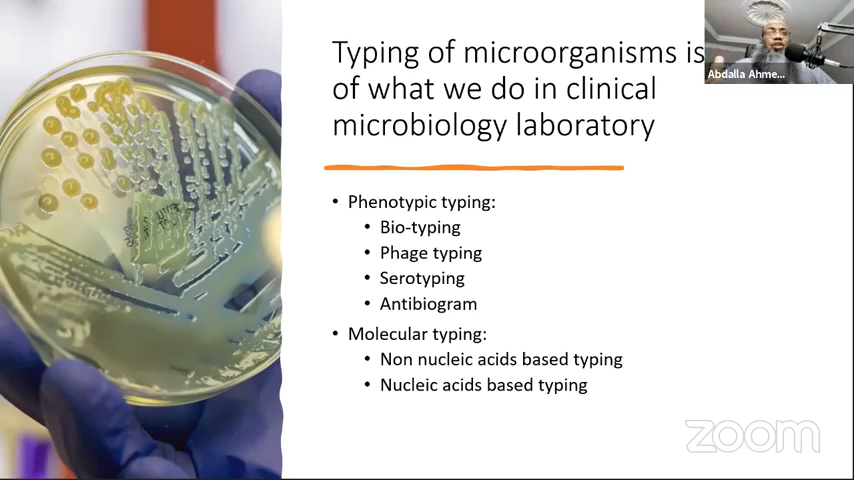 Typing of microorganisms is
of what we do in clinical
microbiology laboratory
Abdalla Ahme...
• Phenotypic typing:
• Bio-typing
• Phage typing
• Serotyping
• Antibiogram
• Molecular typing:
• Non nucleic acids based typing
• Nucleic acids based typing
zoom